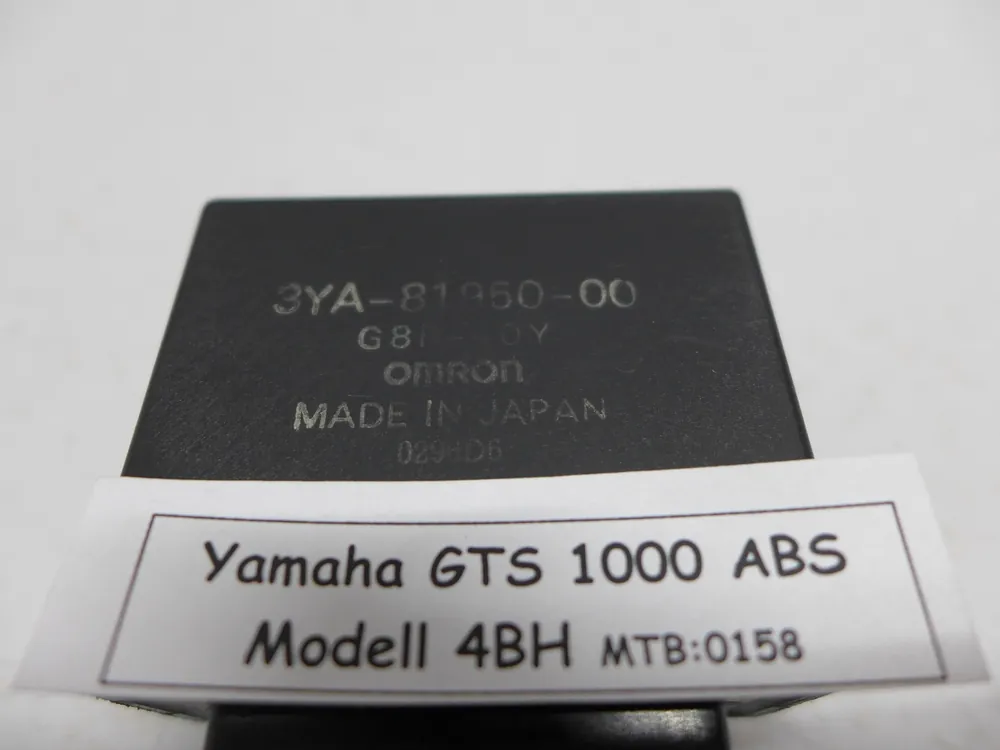 3YA-81950-00
omron
MADE IN JAPAN
Yamaha GTS 1000 ABS
Modell 4BH MTB:0158